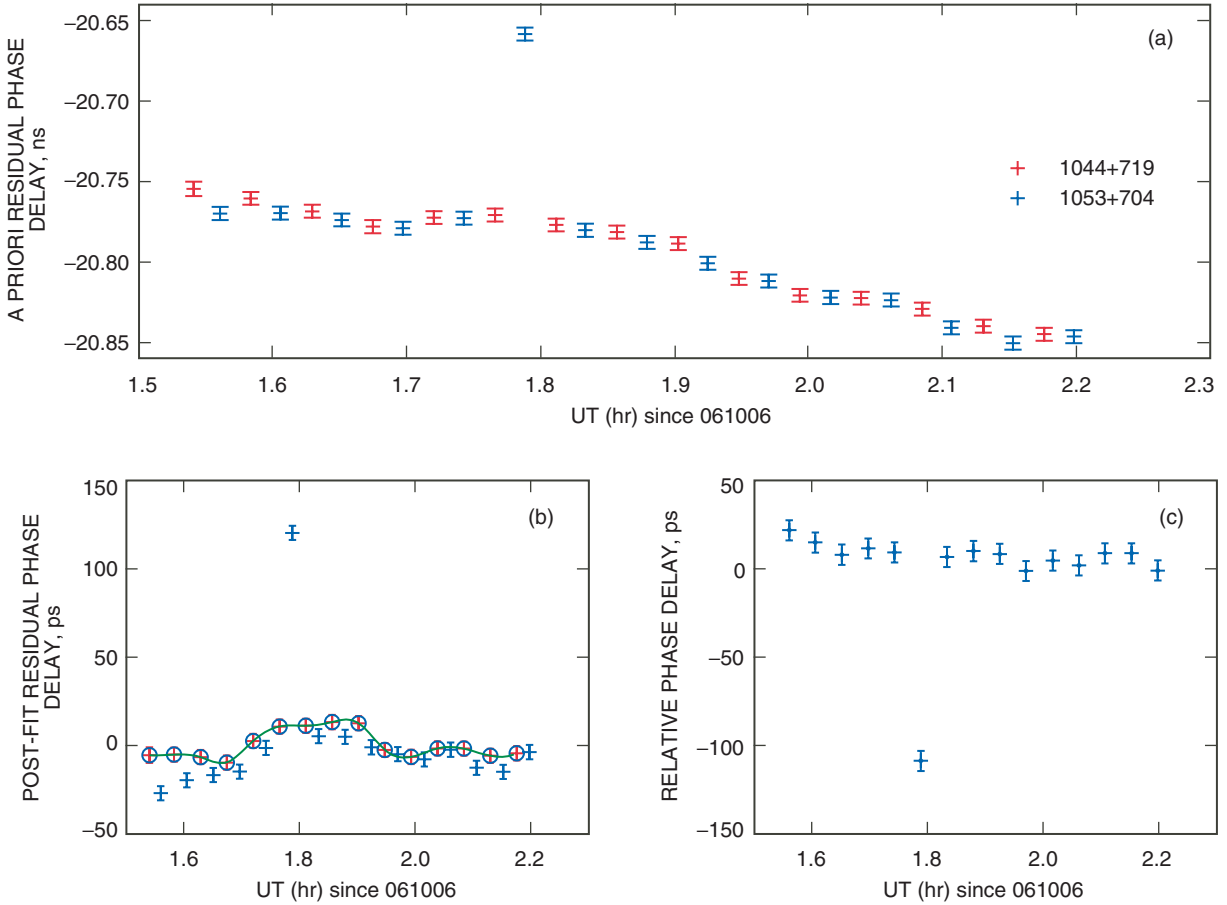 (a)
A PRIORI RESIDUAL PHASE
DELAY, ns
−20.65
−20.70
−20.75
−20.80
−20.85
1044+719
1053+704
1.5 1.6 1.7 1.8 1.9 2.0 2.1 2.2 2.3
UT (hr) since 061006
(b)
POST-FIT RESIDUAL PHASE
DELAY, ps
150
100
50
0
−50
1.6 1.8 2.0 2.2
UT (hr) since 061006
(c)
RELATIVE PHASE DELAY, ps
50
0
−50
−100
−150
1.6 1.8 2.0 2.2
UT (hr) since 061006